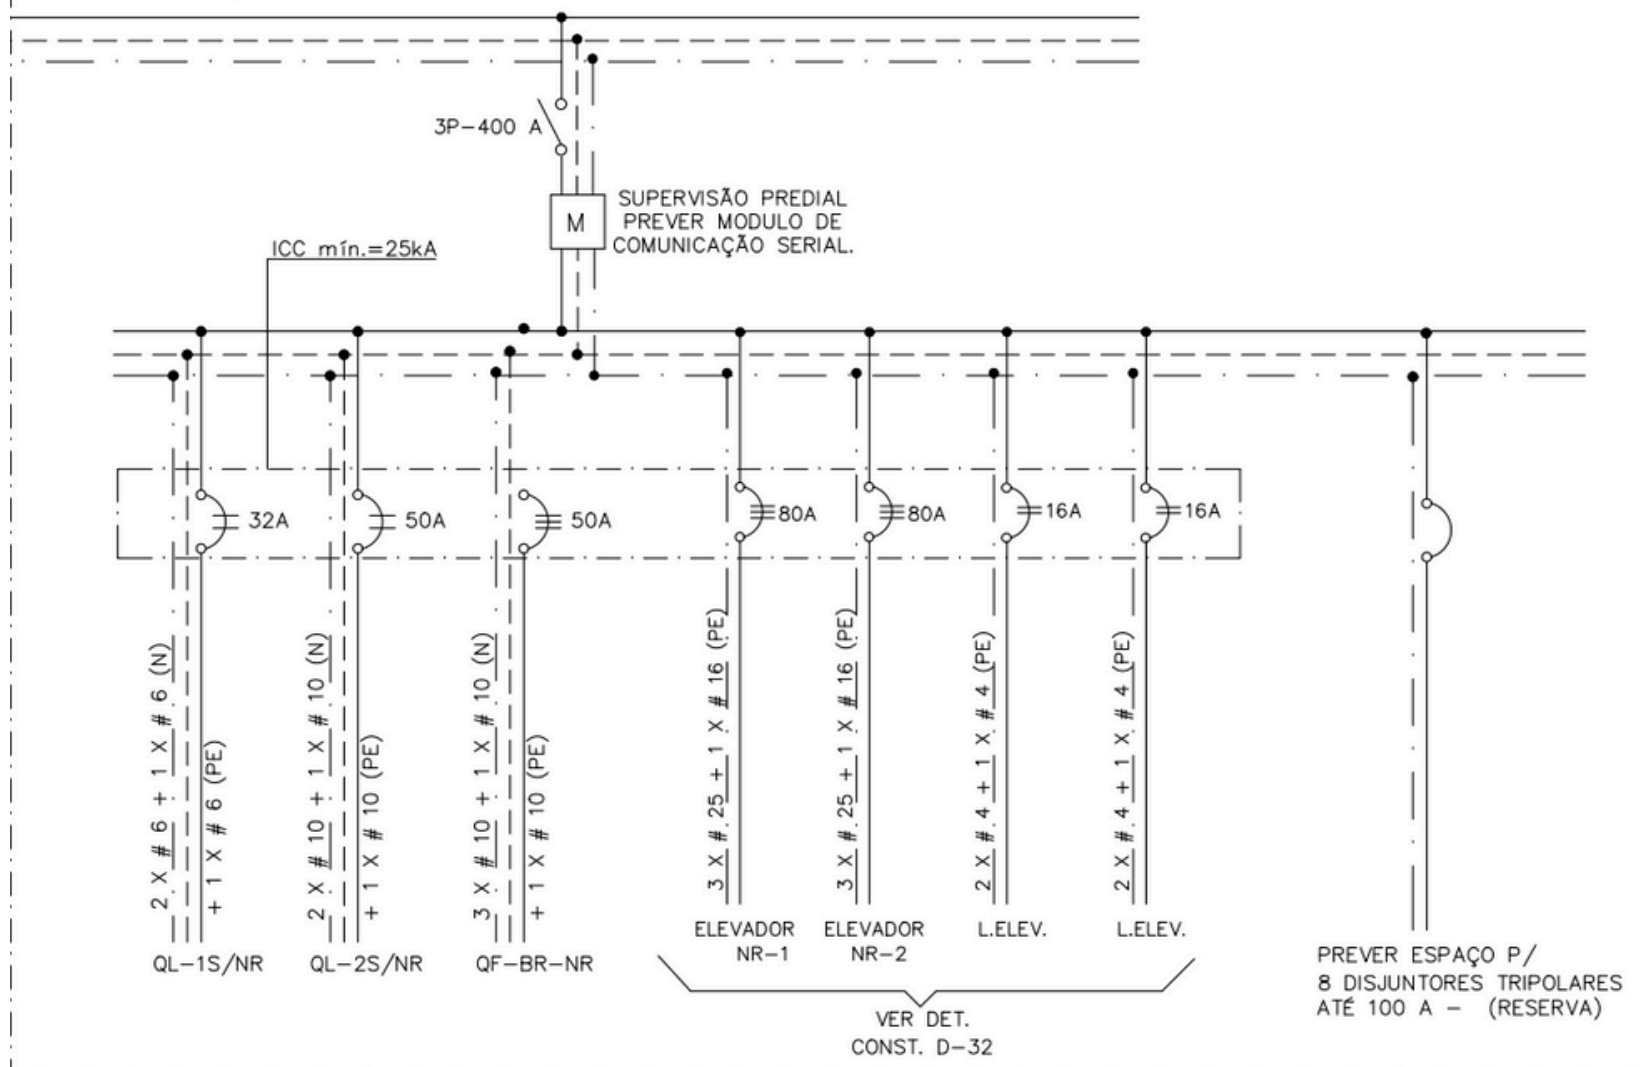 3P-400 A
SUPERVISÃO PREDIAL
PREVER MODULO DE
COMUNICAÇÃO SERIAL.
M
ICC mín.=25kA
32A
50A
50A
80A
80A
16A
16A
2 X # 6 + 1 X # 6 (N)
+ 1 X # 6 (PE)
2 X # 10 + 1 X # 10 (N)
+ 1 X # 10 (PE)
3 X # 10 + 1 X # 10 (N)
+ 1 X # 10 (PE)
3 X # 25 + 1 X # 16 (PE)
3 X # 25 + 1 X # 16 (PE)
2 X # 4 + 1 X # 4 (PE)
2 X # 4 + 1 X # 4 (PE)
QL-1S/NR
QL-2S/NR
QF-BR-NR
ELEVADOR
NR-1
ELEVADOR
NR-2
L.ELEV.
L.ELEV.
VER DET.
CONST. D-32
PREVER ESPAÇO P/
8 DISJUNTORES TRIPOLARES
ATÉ 100 A - (RESERVA)